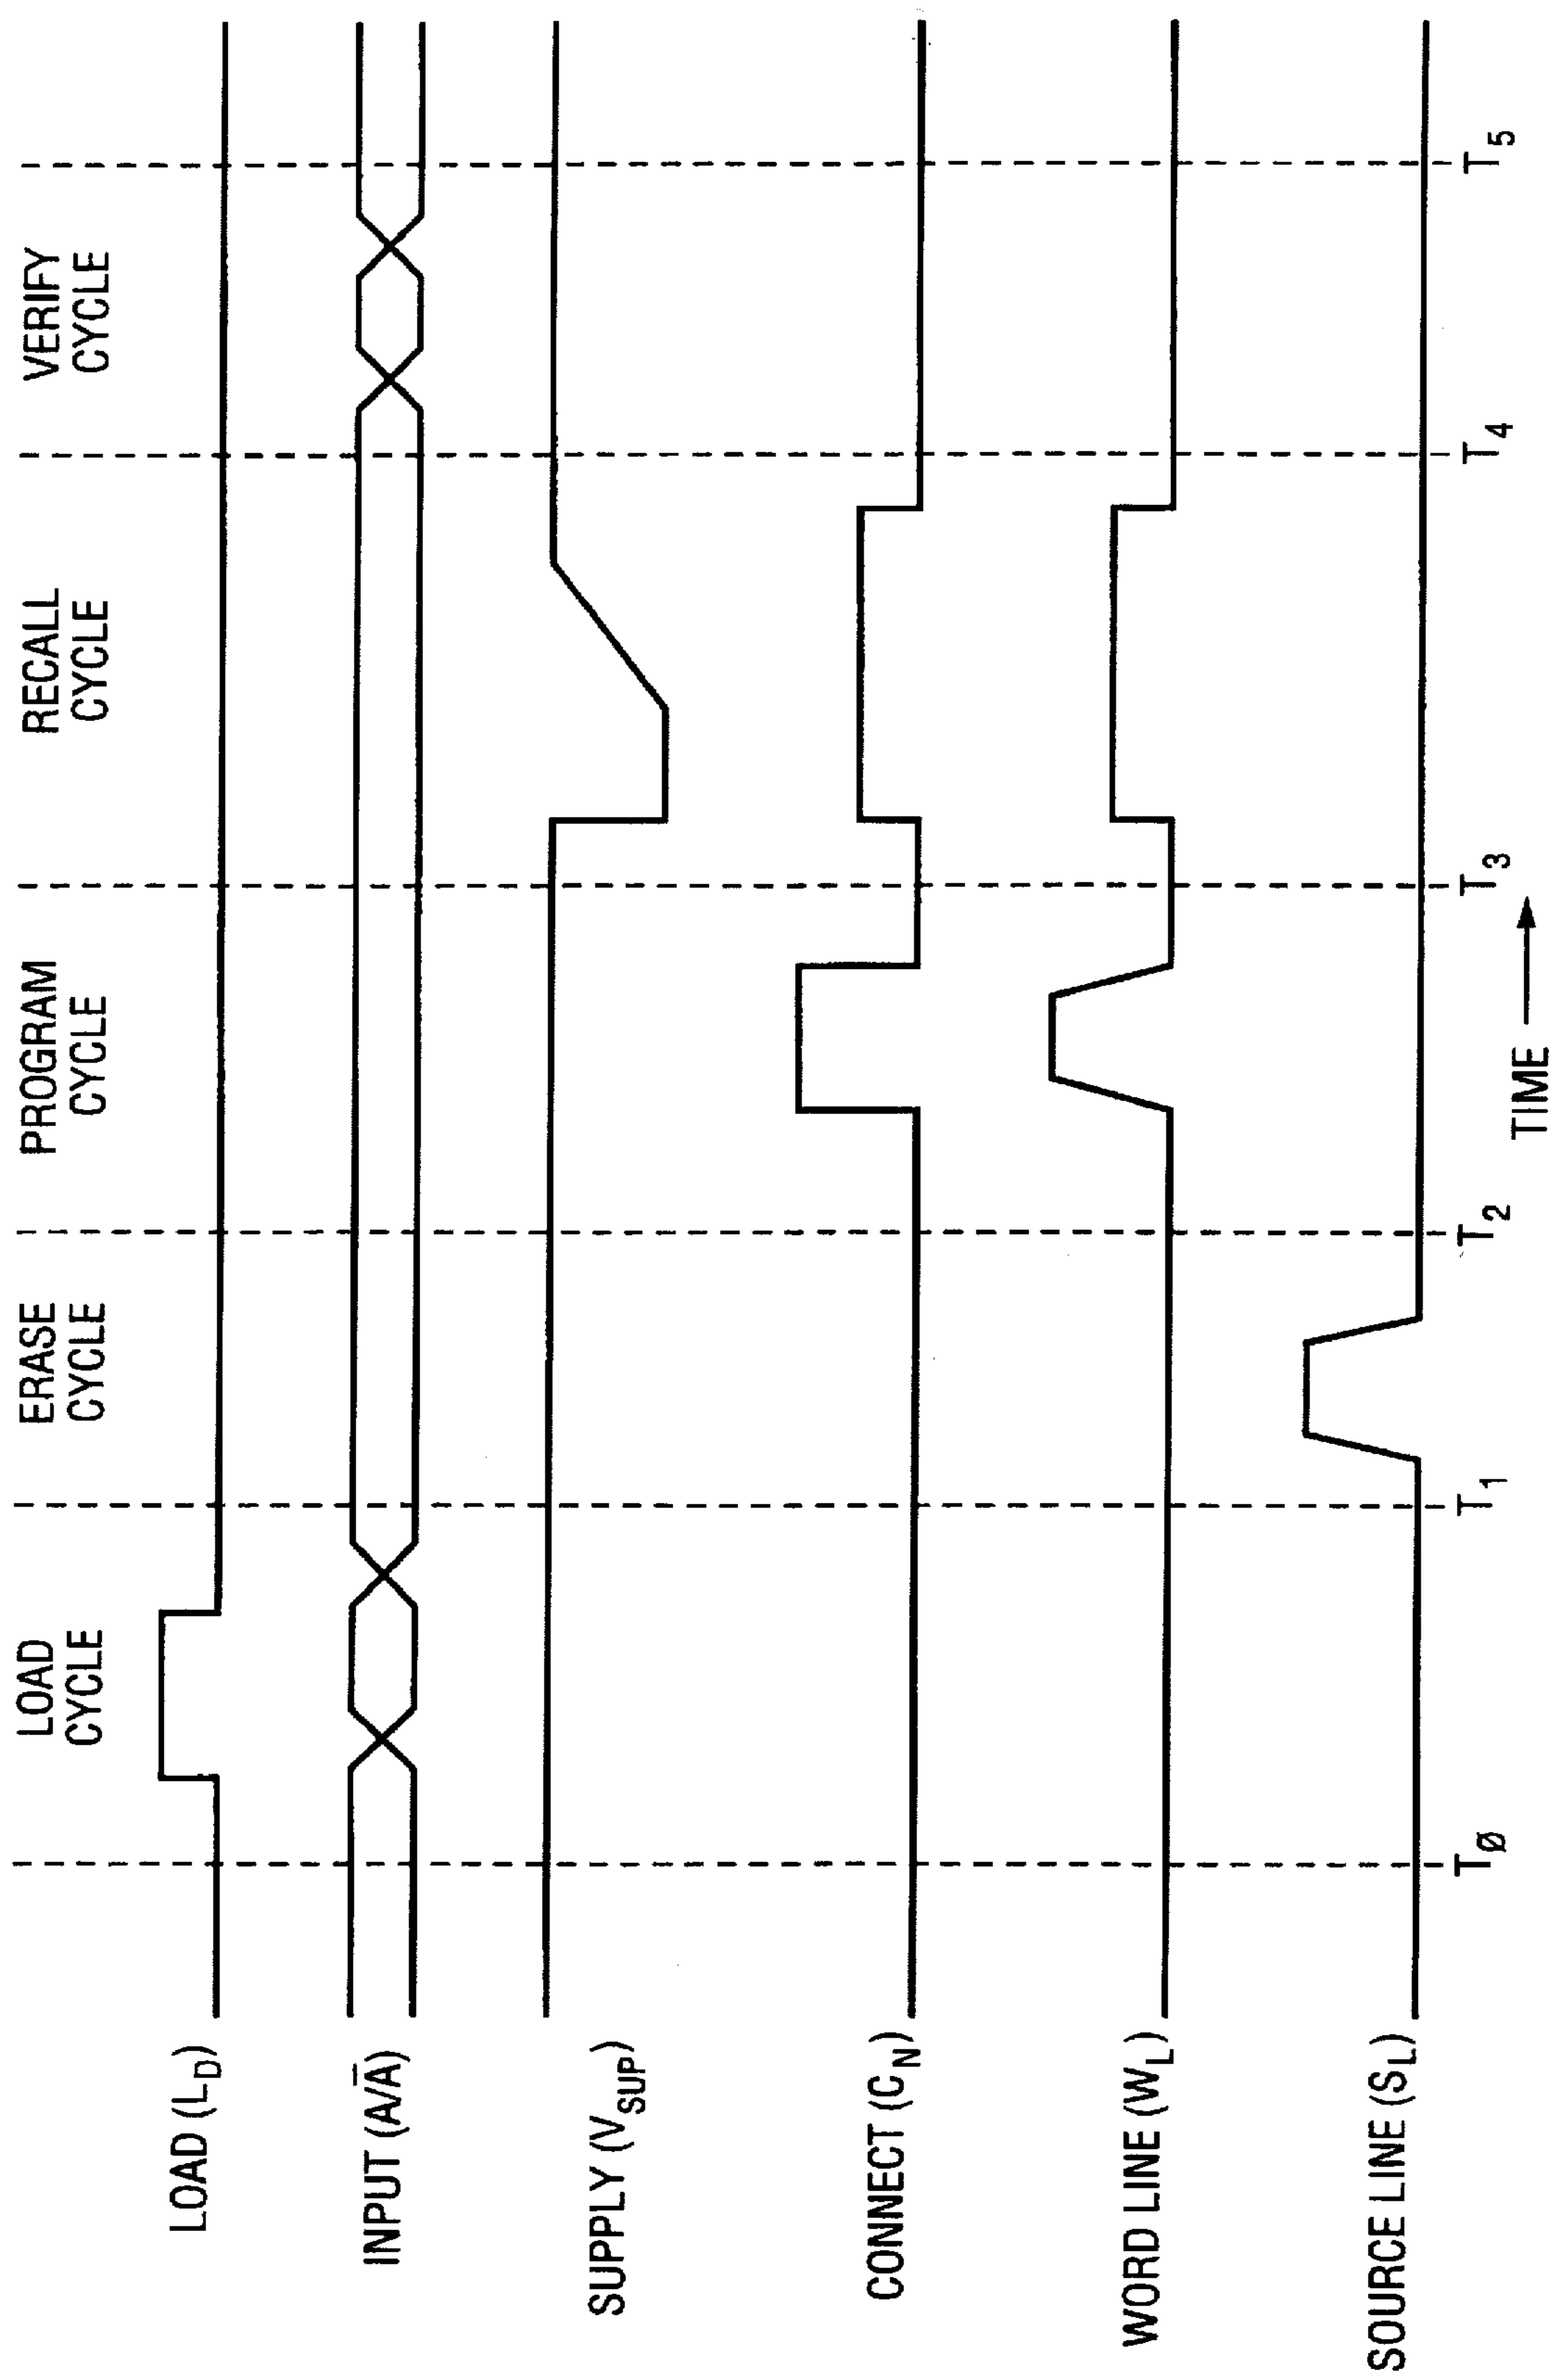 LOAD
CYCLE
ERASE
CYCLE
PROGRAM
CYCLE
RECALL
CYCLE
VERIFY
CYCLE
LOAD (L_D)
INPUT (A/A̅)
SUPPLY (V_SUP)
CONNECT (C_N)
WORD LINE (W_L)
SOURCE LINE (S_L)
T_Ø
T_1
T_2
T_3
T_4
T_5
TIME →